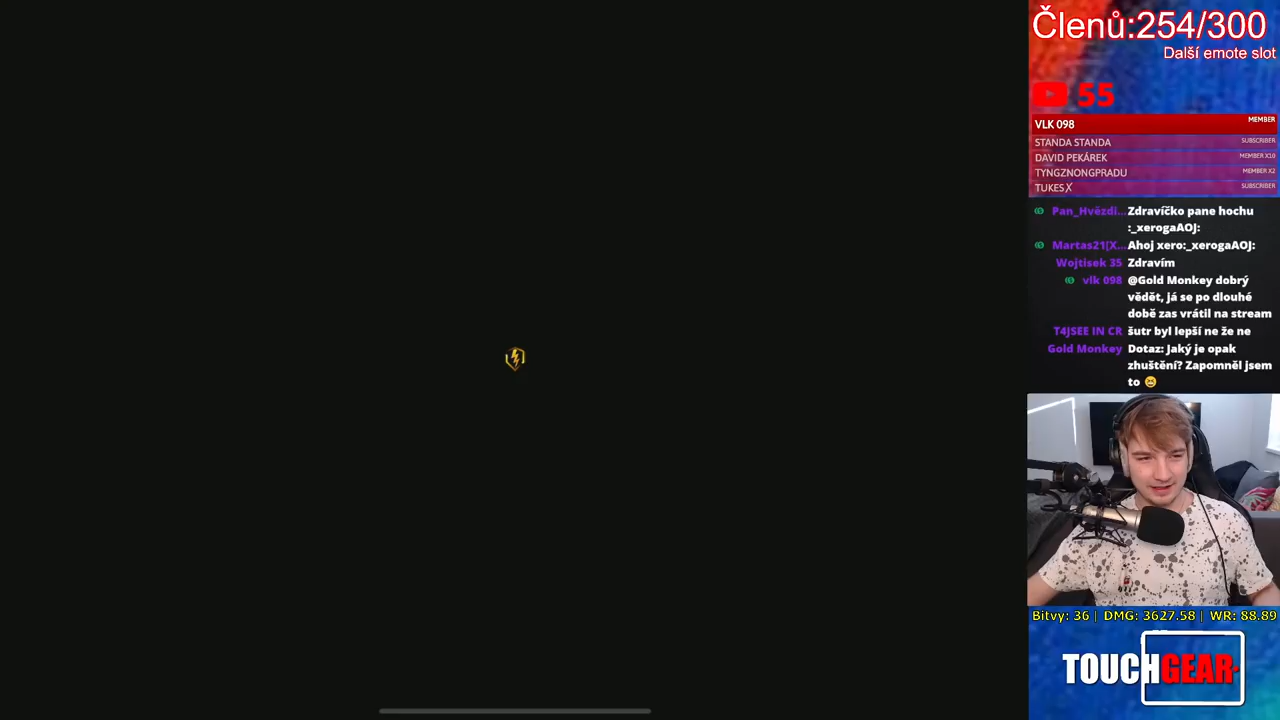 Členů:254/300
Další emote slot
55
VLK 098 MEMBER
STANDA STANDA SUBSCRIBER
DAVID PEKÁREK MEMBER X10
TYNGZNONGPRADU MEMBER X2
TUKES╳ SUBSCRIBER
Pan_Hvězdi... Zdravíčko pane hochu
:_xerogaAOJ:
Martas21[X... Ahoj xero:_xerogaAOJ:
Wojtisek 35 Zdravím
vlk 098 @Gold Monkey dobrý
vědět, já se po dlouhé
době zas vrátil na stream
T4JSEE IN CR šutr byl lepší ne že ne
Gold Monkey Dotaz: Jaký je opak
zhuštění? Zapomněl jsem
to 😆
Bitvy: 36 | DMG: 3627.58 | WR: 88.89
TOUCHGEAR